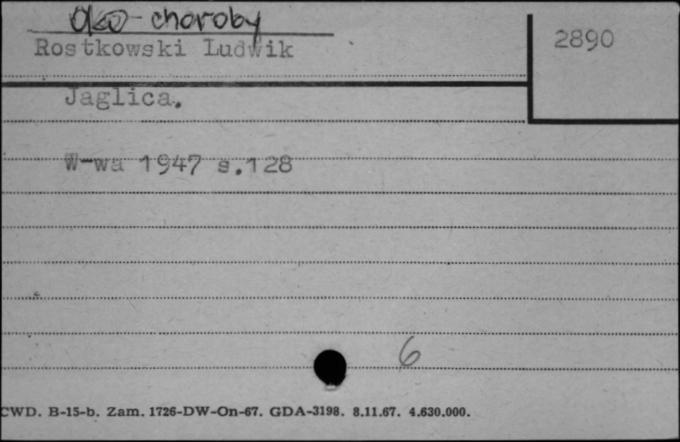 Oko-choroby
Rostkowski Ludwik
2890
Jaglica.
W-wa 1947 s.128
6
CWD. B-15-b. Zam. 1726-DW-On-67. GDA-3198. 8.11.67. 4.630.000.